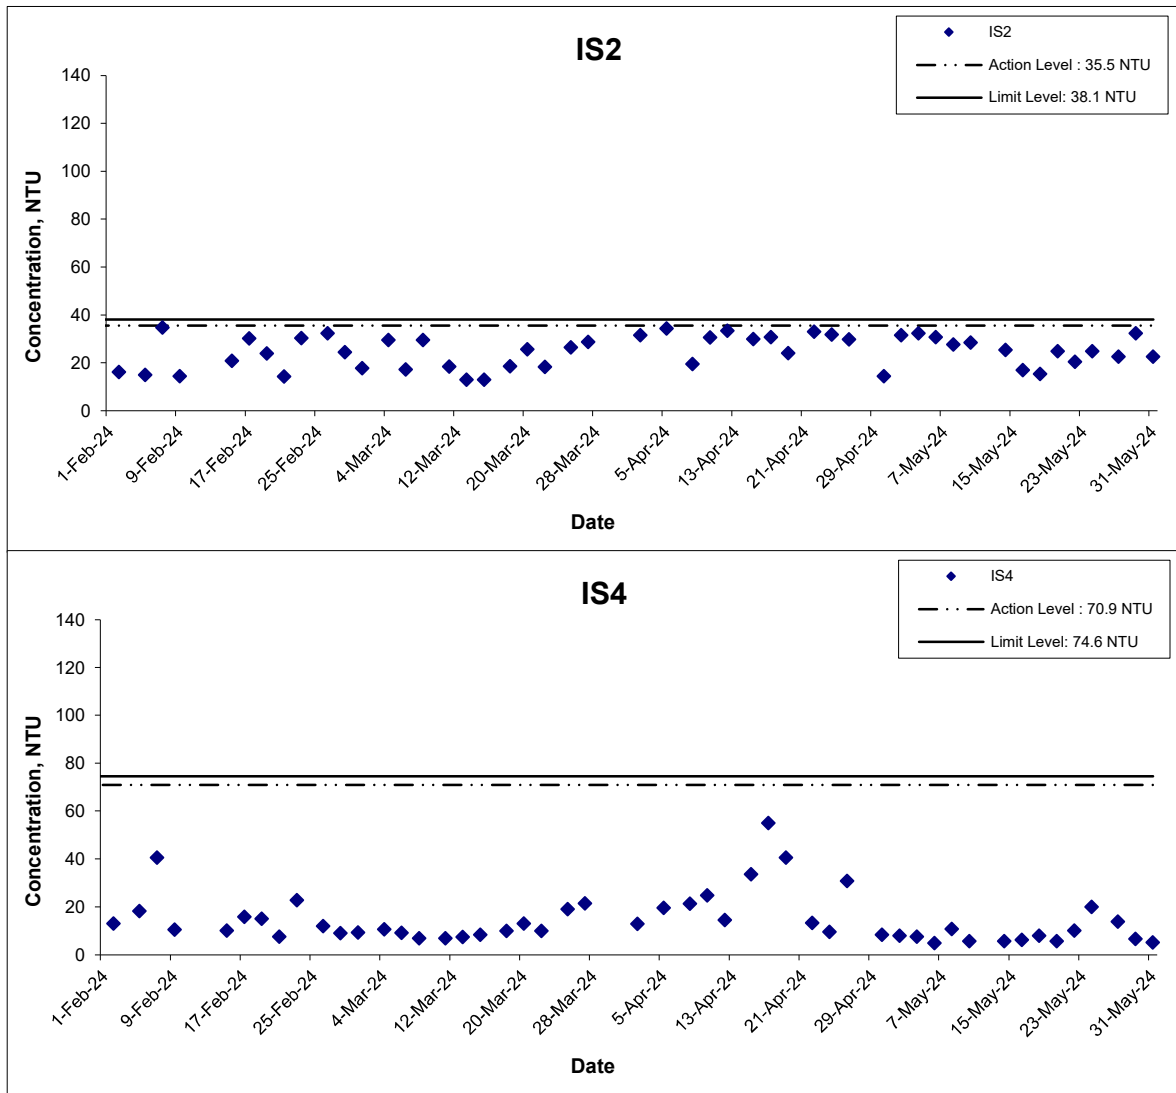 IS2
IS2
Action Level : 35.5 NTU
Limit Level: 38.1 NTU
Concentration, NTU
140
120
100
80
60
40
20
0
1-Feb-24
9-Feb-24
17-Feb-24
25-Feb-24
4-Mar-24
12-Mar-24
20-Mar-24
28-Mar-24
5-Apr-24
13-Apr-24
21-Apr-24
29-Apr-24
7-May-24
15-May-24
23-May-24
31-May-24
Date
IS4
IS4
Action Level : 70.9 NTU
Limit Level: 74.6 NTU
Concentration, NTU
140
120
100
80
60
40
20
0
1-Feb-24
9-Feb-24
17-Feb-24
25-Feb-24
4-Mar-24
12-Mar-24
20-Mar-24
28-Mar-24
5-Apr-24
13-Apr-24
21-Apr-24
29-Apr-24
7-May-24
15-May-24
23-May-24
31-May-24
Date